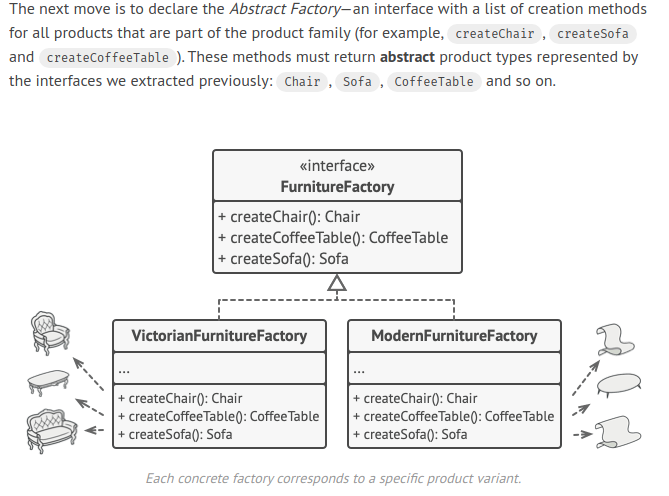 The next move is to declare the Abstract Factory—an interface with a list of creation methods
for all products that are part of the product family (for example, createChair , createSofa
and createCoffeeTable ). These methods must return abstract product types represented by
the interfaces we extracted previously: Chair , Sofa , CoffeeTable and so on.
«interface»
FurnitureFactory
+ createChair(): Chair
+ createCoffeeTable(): CoffeeTable
+ createSofa(): Sofa
VictorianFurnitureFactory
...
+ createChair(): Chair
+ createCoffeeTable(): CoffeeTable
+ createSofa(): Sofa
ModernFurnitureFactory
...
+ createChair(): Chair
+ createCoffeeTable(): CoffeeTable
+ createSofa(): Sofa
Each concrete factory corresponds to a specific product variant.